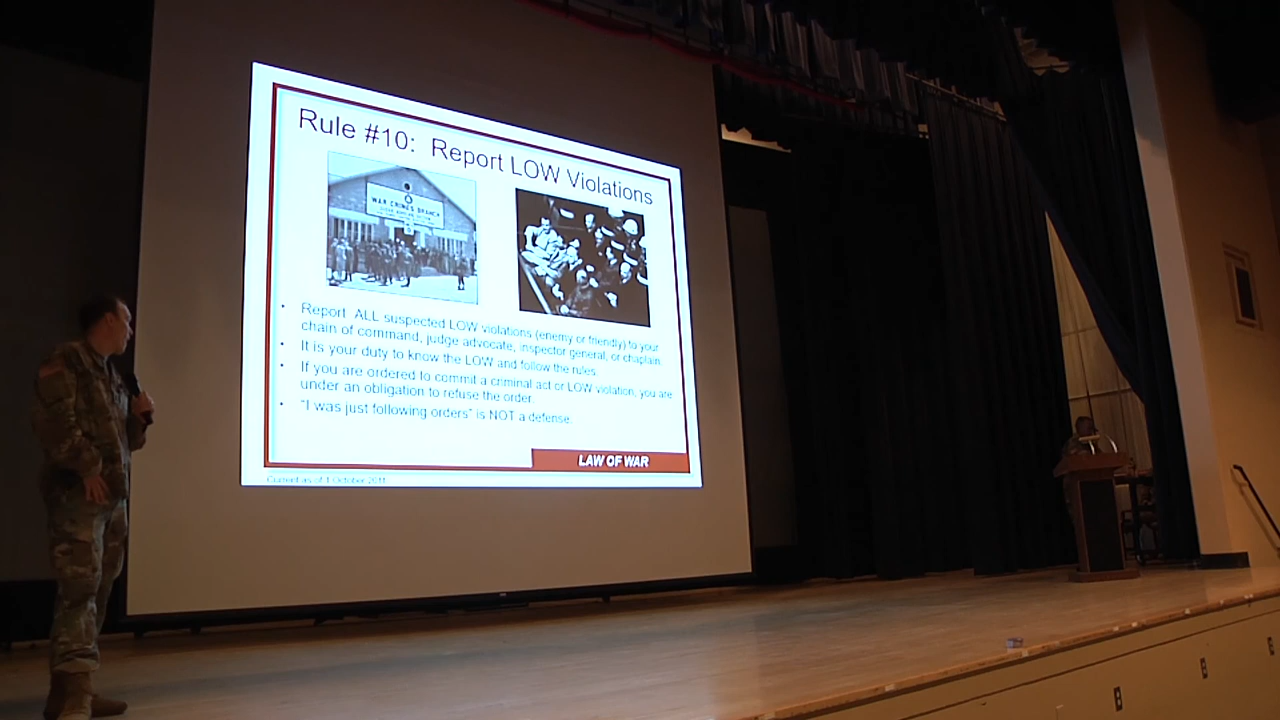 Rule #10: Report LOW Violations
WAR CRIMES BRANCH
• Report ALL suspected LOW violations (enemy or friendly) to your
chain of command, judge advocate, inspector general, or chaplain.
• It is your duty to know the LOW and follow the rules.
• If you are ordered to commit a criminal act or LOW violation, you are
under an obligation to refuse the order.
• "I was just following orders" is NOT a defense.
LAW OF WAR
Current as of 1 October 2011